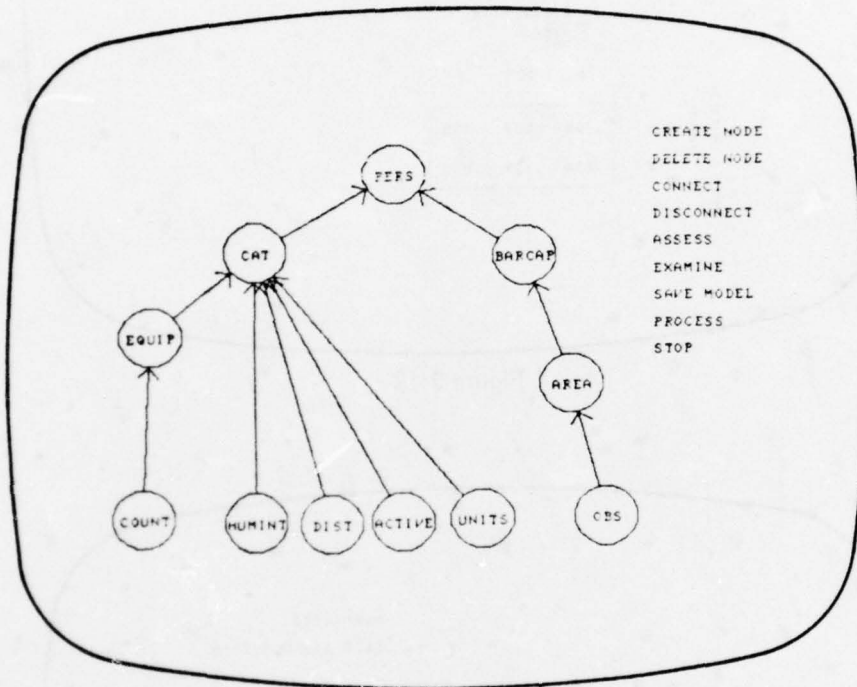 CREATE NODE
DELETE NODE
CONNECT
DISCONNECT
ASSESS
EXAMINE
SAVE MODEL
PROCESS
STOP
PERS
CAT
BARCAP
EQUIP
AREA
COUNT
HUMINT
DIST
ACTIVE
UNITS
OBS